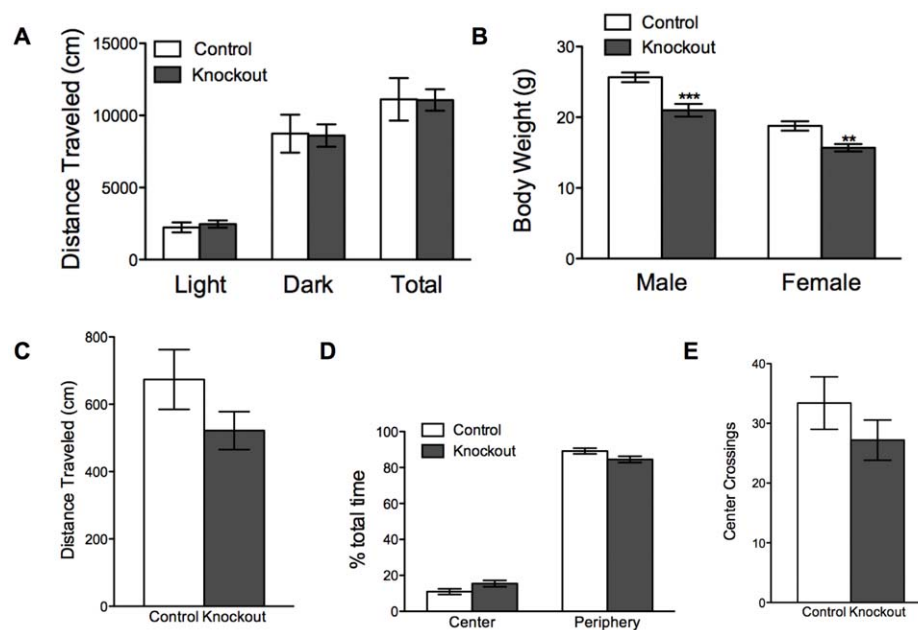 A
Distance Traveled (cm)
15000
10000
5000
0
Control
Knockout
Light Dark Total
B
Body Weight (g)
30
20
10
0
Control
Knockout
***
**
Male Female
C
Distance Traveled (cm)
800
600
400
200
0
Control Knockout
D
% total time
100
80
60
40
20
0
Control
Knockout
Center Periphery
E
Center Crossings
40
30
20
10
0
Control Knockout